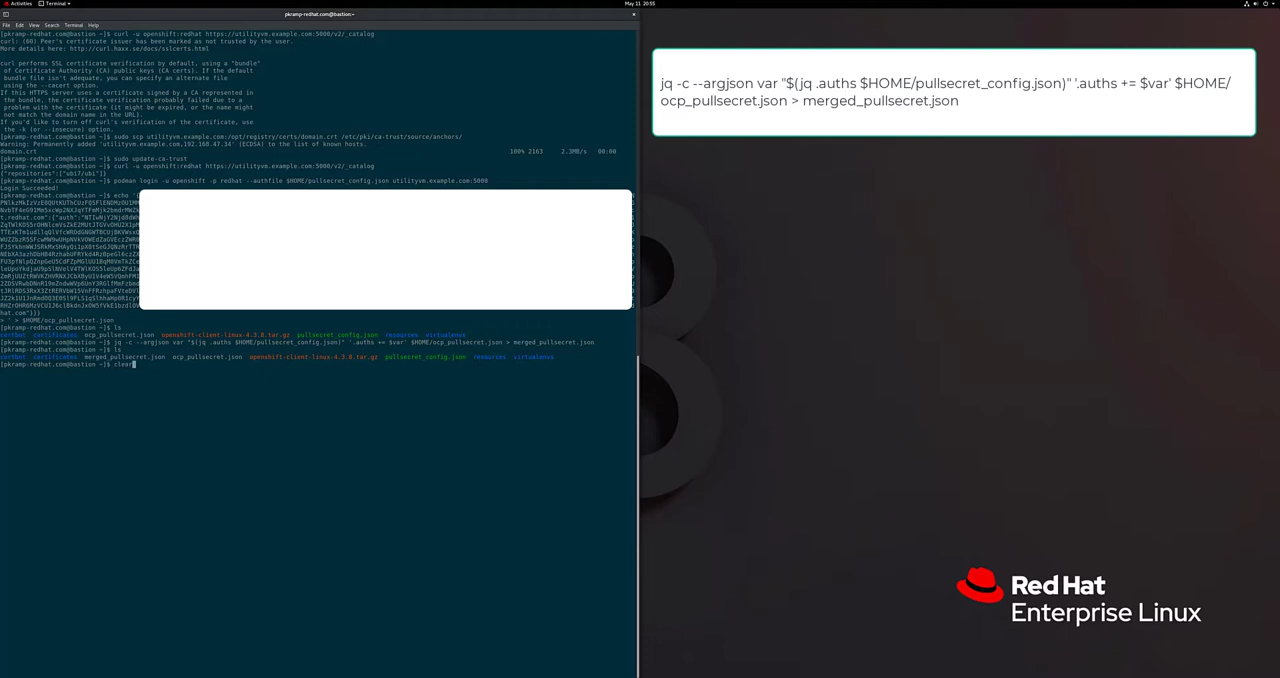 Activities
Terminal
May 11 20:55
pkramp-redhat.com@bastion:~
File Edit View Search Terminal Help
[pkramp-redhat.com@bastion ~]$ curl -u openshift:redhat https://utilityvm.example.com:5000/v2/_catalog
curl: (60) Peer's certificate issuer has been marked as not trusted by the user.
More details here: http://curl.haxx.se/docs/sslcerts.html
curl performs SSL certificate verification by default, using a "bundle"
of Certificate Authority (CA) public keys (CA certs). If the default
bundle file isn't adequate, you can specify an alternate file
using the --cacert option.
If this HTTPS server uses a certificate signed by a CA represented in
the bundle, the certificate verification probably failed due to a
problem with the certificate (it might be expired, or the name might
not match the domain name in the URL).
If you'd like to turn off curl's verification of the certificate, use
the -k (or --insecure) option.
[pkramp-redhat.com@bastion ~]$ sudo scp utilityvm.example.com:/opt/registry/certs/domain.crt /etc/pki/ca-trust/source/anchors/
Warning: Permanently added 'utilityvm.example.com,192.168.47.34' (ECDSA) to the list of known hosts.
domain.crt 100% 2163 2.3MB/s 00:00
[pkramp-redhat.com@bastion ~]$ sudo update-ca-trust
[pkramp-redhat.com@bastion ~]$ curl -u openshift:redhat https://utilityvm.example.com:5000/v2/_catalog
{"repositories":["ubi7/ubi"]}
[pkramp-redhat.com@bastion ~]$ podman login -u openshift -p redhat --authfile $HOME/pullsecret_config.json utilityvm.example.com:5000
Login Succeeded!
[pkramp-redhat.com@bastion ~]$ echo
t.redhat.com":{"auth":
hat.com"}}}
> ' > $HOME/ocp_pullsecret.json
[pkramp-redhat.com@bastion ~]$ ls
certbot certificates ocp_pullsecret.json openshift-client-linux-4.3.0.tar.gz pullsecret_config.json resources virtualenvs
[pkramp-redhat.com@bastion ~]$ jq -c --argjson var "$(jq .auths $HOME/pullsecret_config.json)" '.auths += $var' $HOME/ocp_pullsecret.json > merged_pullsecret.json
[pkramp-redhat.com@bastion ~]$ ls
certbot certificates merged_pullsecret.json ocp_pullsecret.json openshift-client-linux-4.3.0.tar.gz pullsecret_config.json resources virtualenvs
[pkramp-redhat.com@bastion ~]$ clear
jq -c --argjson var "$(jq .auths $HOME/pullsecret_config.json)" '.auths += $var' $HOME/
ocp_pullsecret.json > merged_pullsecret.json
Red Hat
Enterprise Linux